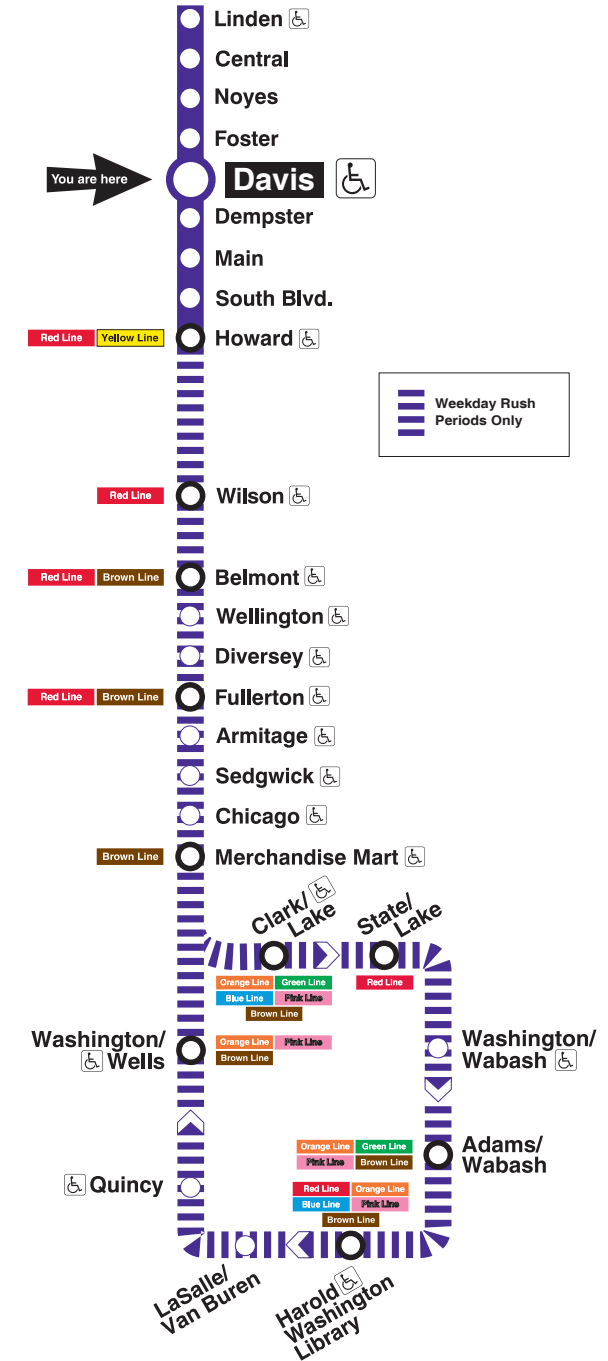 Linden
Central
Noyes
Foster
You are here
Davis
Dempster
Main
South Blvd.
Red Line Yellow Line
Howard
Weekday Rush
Periods Only
Red Line
Wilson
Red Line Brown Line
Belmont
Wellington
Diversey
Red Line Brown Line
Fullerton
Armitage
Sedgwick
Chicago
Brown Line
Merchandise Mart
Clark/
Lake
State/
Lake
Orange Line Green Line
Blue Line Pink Line
Brown Line
Red Line
Washington/
Wells
Orange Line Pink Line
Brown Line
Washington/
Wabash
Orange Line Green Line
Pink Line Brown Line
Adams/
Wabash
Quincy
Red Line Orange Line
Blue Line Pink Line
Brown Line
LaSalle/
Van Buren
Harold
Washington
Library